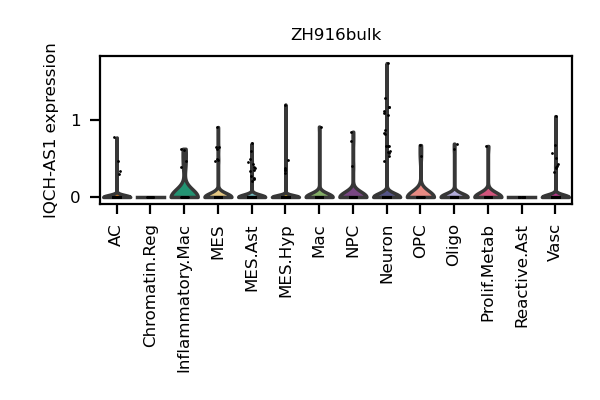 ZH916bulk
IQCH-AS1 expression
1
0
AC
Chromatin.Reg
Inflammatory.Mac
MES
MES.Ast
MES.Hyp
Mac
NPC
Neuron
OPC
Oligo
Prolif.Metab
Reactive.Ast
Vasc